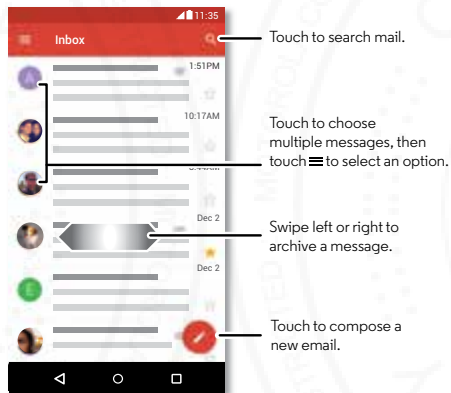 11:35
Inbox
Touch to search mail.
A
1:51PM
10:17AM
Touch to choose
multiple messages, then
touch ≡ to select an option.
Dec 2
Swipe left or right to
archive a message.
Dec 2
E
Touch to compose a
new email.